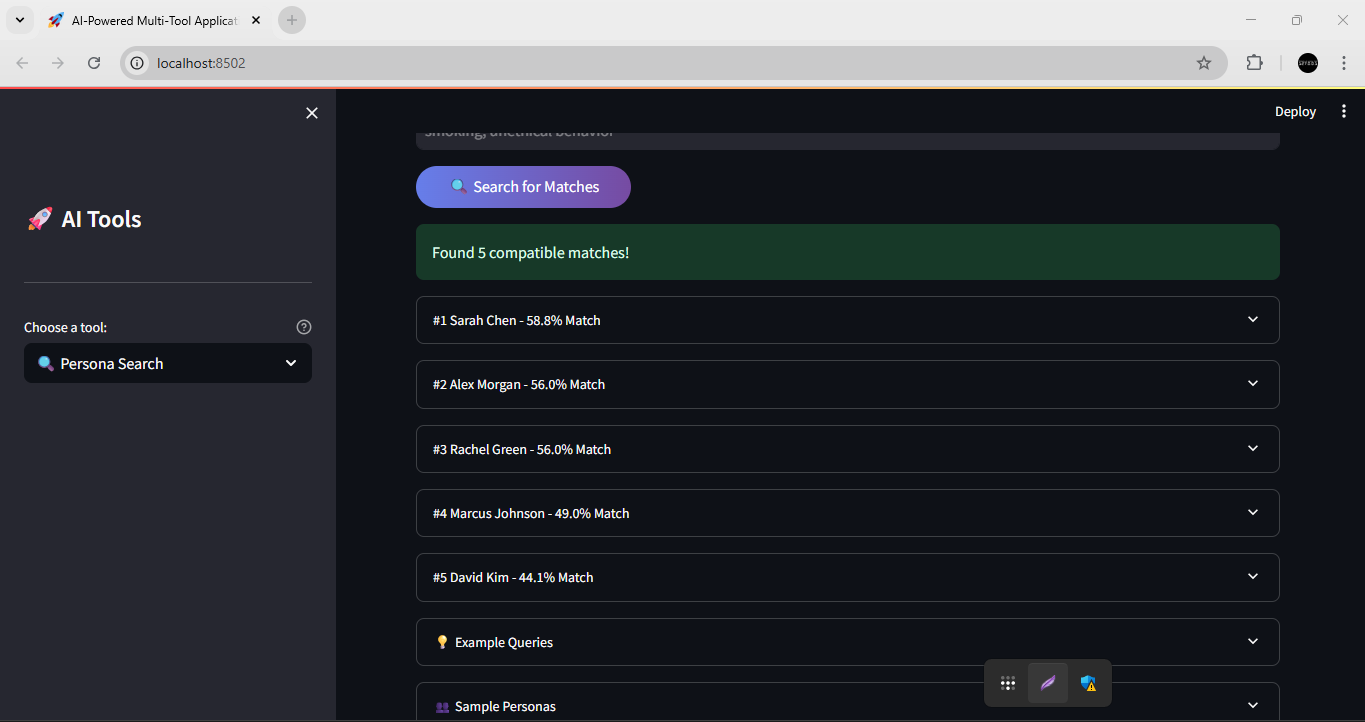 AI-Powered Multi-Tool Applicat
localhost:8502
Deploy
smoking, unethical behavior
🚀 AI Tools
Choose a tool:
🔍 Persona Search
🔍 Search for Matches
Found 5 compatible matches!
#1 Sarah Chen - 58.8% Match
#2 Alex Morgan - 56.0% Match
#3 Rachel Green - 56.0% Match
#4 Marcus Johnson - 49.0% Match
#5 David Kim - 44.1% Match
💡 Example Queries
👥 Sample Personas